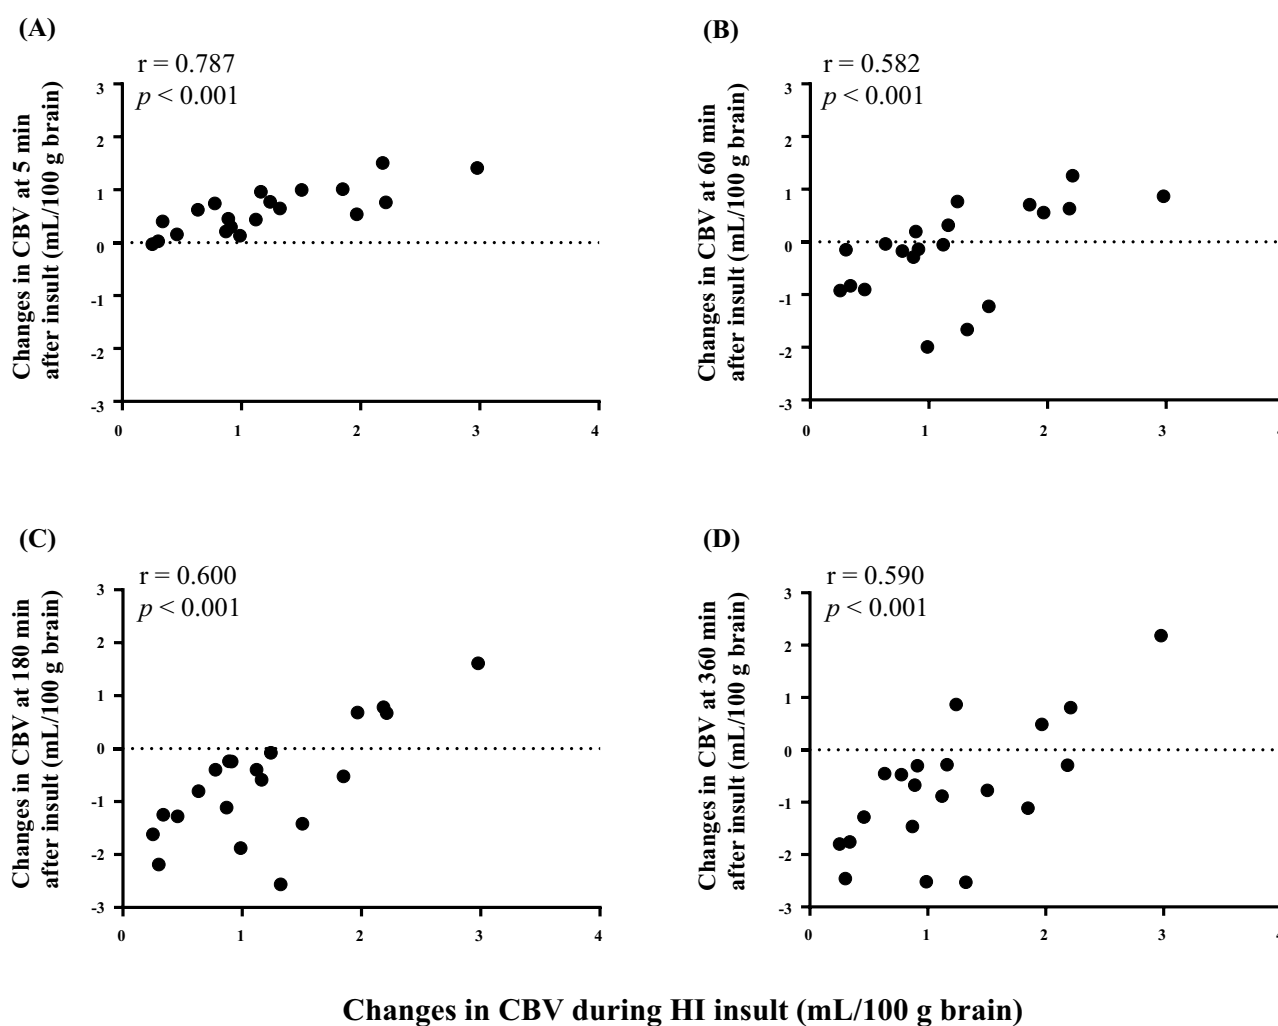 (A)
r = 0.787
p < 0.001
Changes in CBV at 5 min
after insult (mL/100 g brain)
3
2
1
0
-1
-2
-3
0 1 2 3 4
(B)
r = 0.582
p < 0.001
Changes in CBV at 60 min
after insult (mL/100 g brain)
3
2
1
0
-1
-2
-3
0 1 2 3 4
(C)
r = 0.600
p < 0.001
Changes in CBV at 180 min
after insult (mL/100 g brain)
3
2
1
0
-1
-2
-3
0 1 2 3 4
(D)
r = 0.590
p < 0.001
Changes in CBV at 360 min
after insult (mL/100 g brain)
3
2
1
0
-1
-2
-3
0 1 2 3 4
Changes in CBV during HI insult (mL/100 g brain)